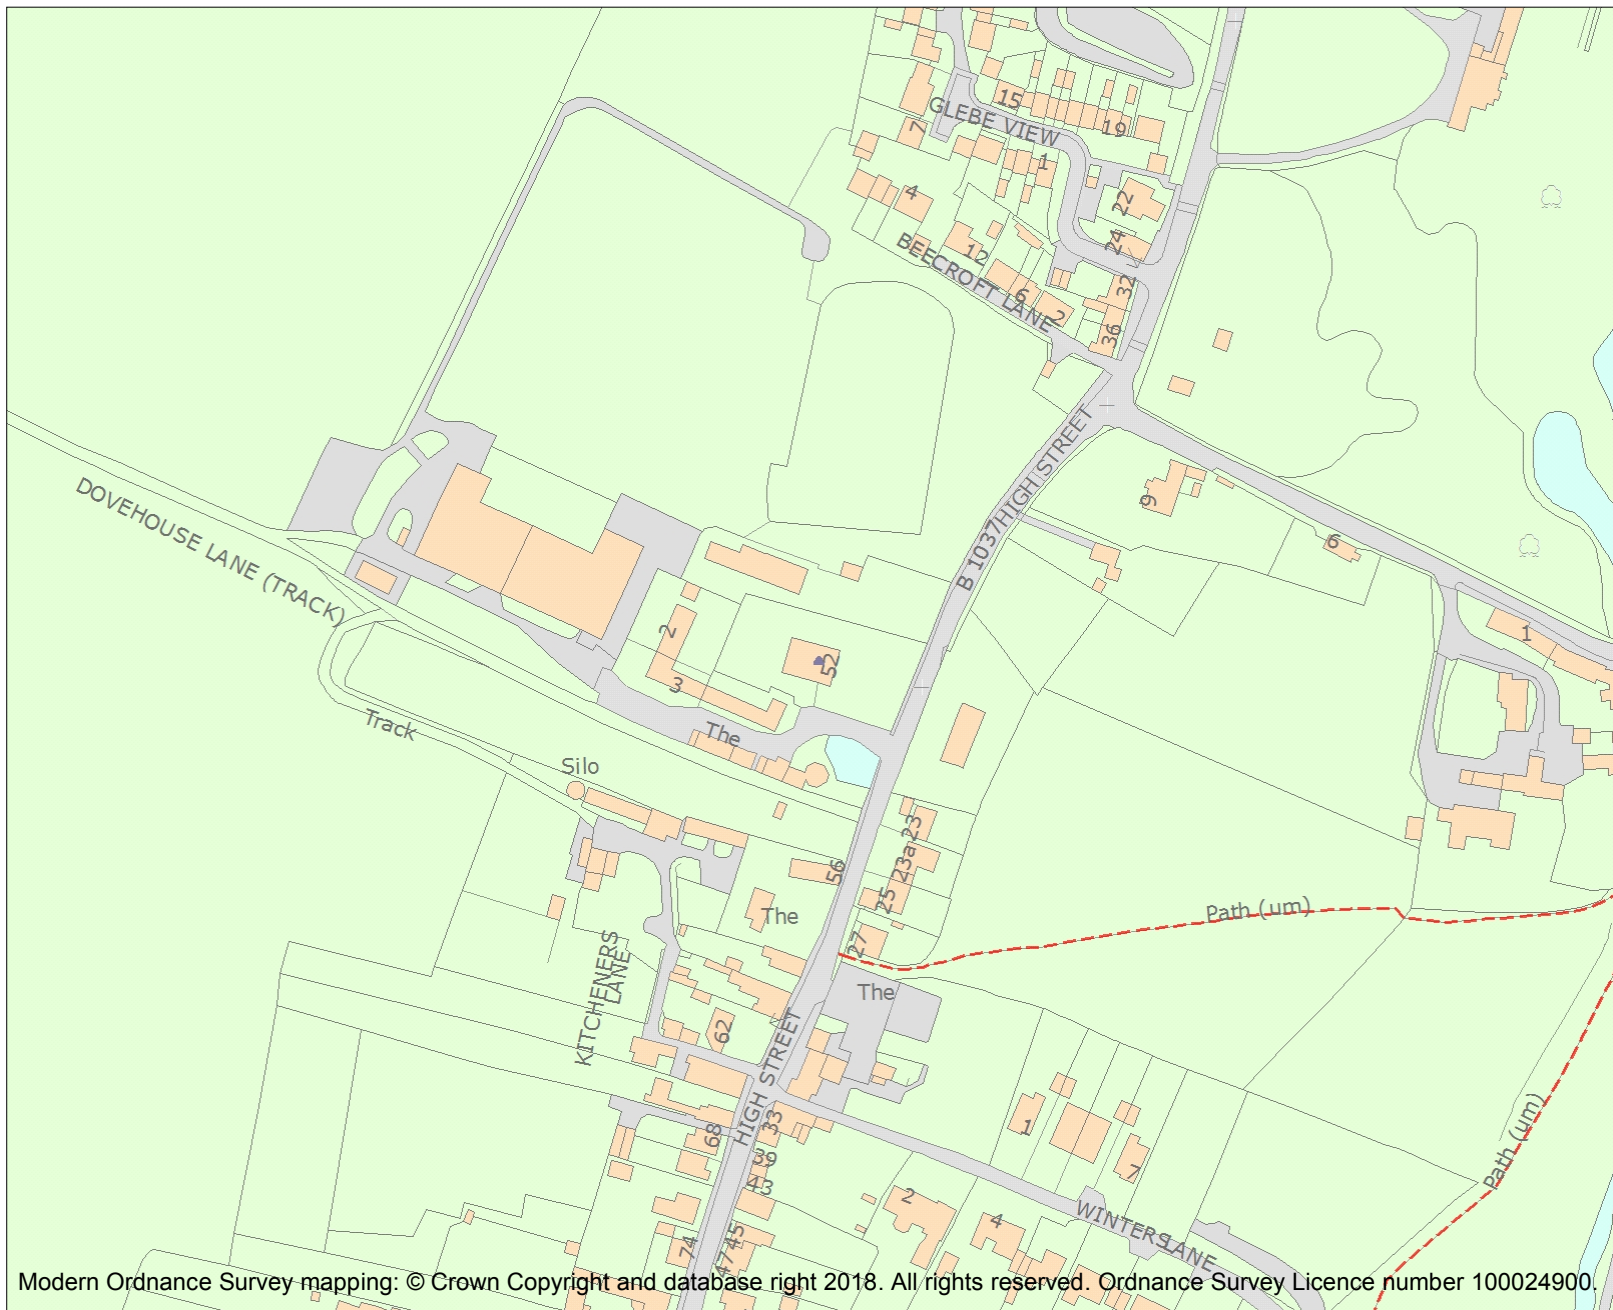 15
GLEBE VIEW
19
7
1
4
22
24
12
BEECROFT LANE
6
2
32
36
B 1037
HIGH STREET
9
6
DOVEHOUSE LANE (TRACK)
2
52
3
1
The
Track
Silo
23
23a
56
25
The
27
Path (um)
KITCHENERS
LANE
The
62
HIGH STREET
33
68
39
43
1
7
Path (um)
2
4
WINTERS LANE
74
45
47
Modern Ordnance Survey mapping: © Crown Copyright and database right 2018. All rights reserved. Ordnance Survey Licence number 100024900.